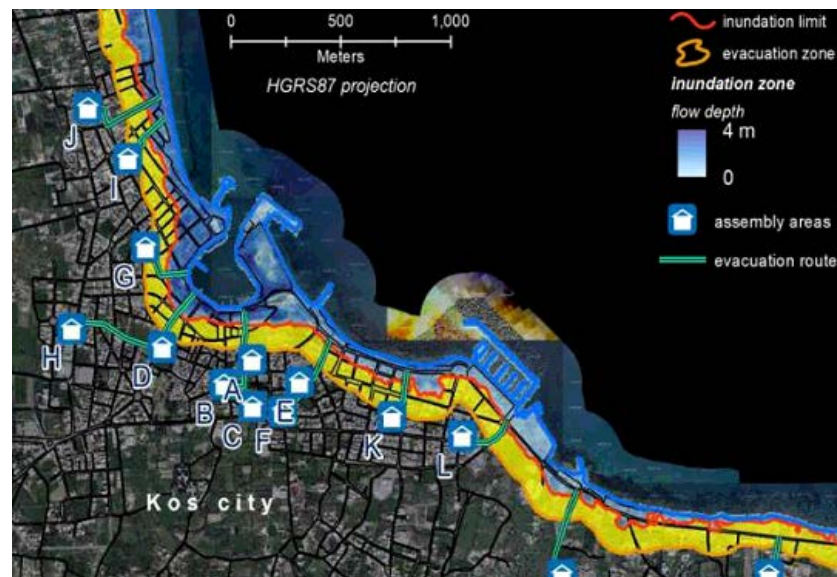 0 500 1,000
Meters
HGRS87 projection
inundation limit
evacuation zone
inundation zone
flow depth
4 m
0
assembly areas
evacuation route
J
I
G
H
D
A
B
E
C
F
K
L
Kos city